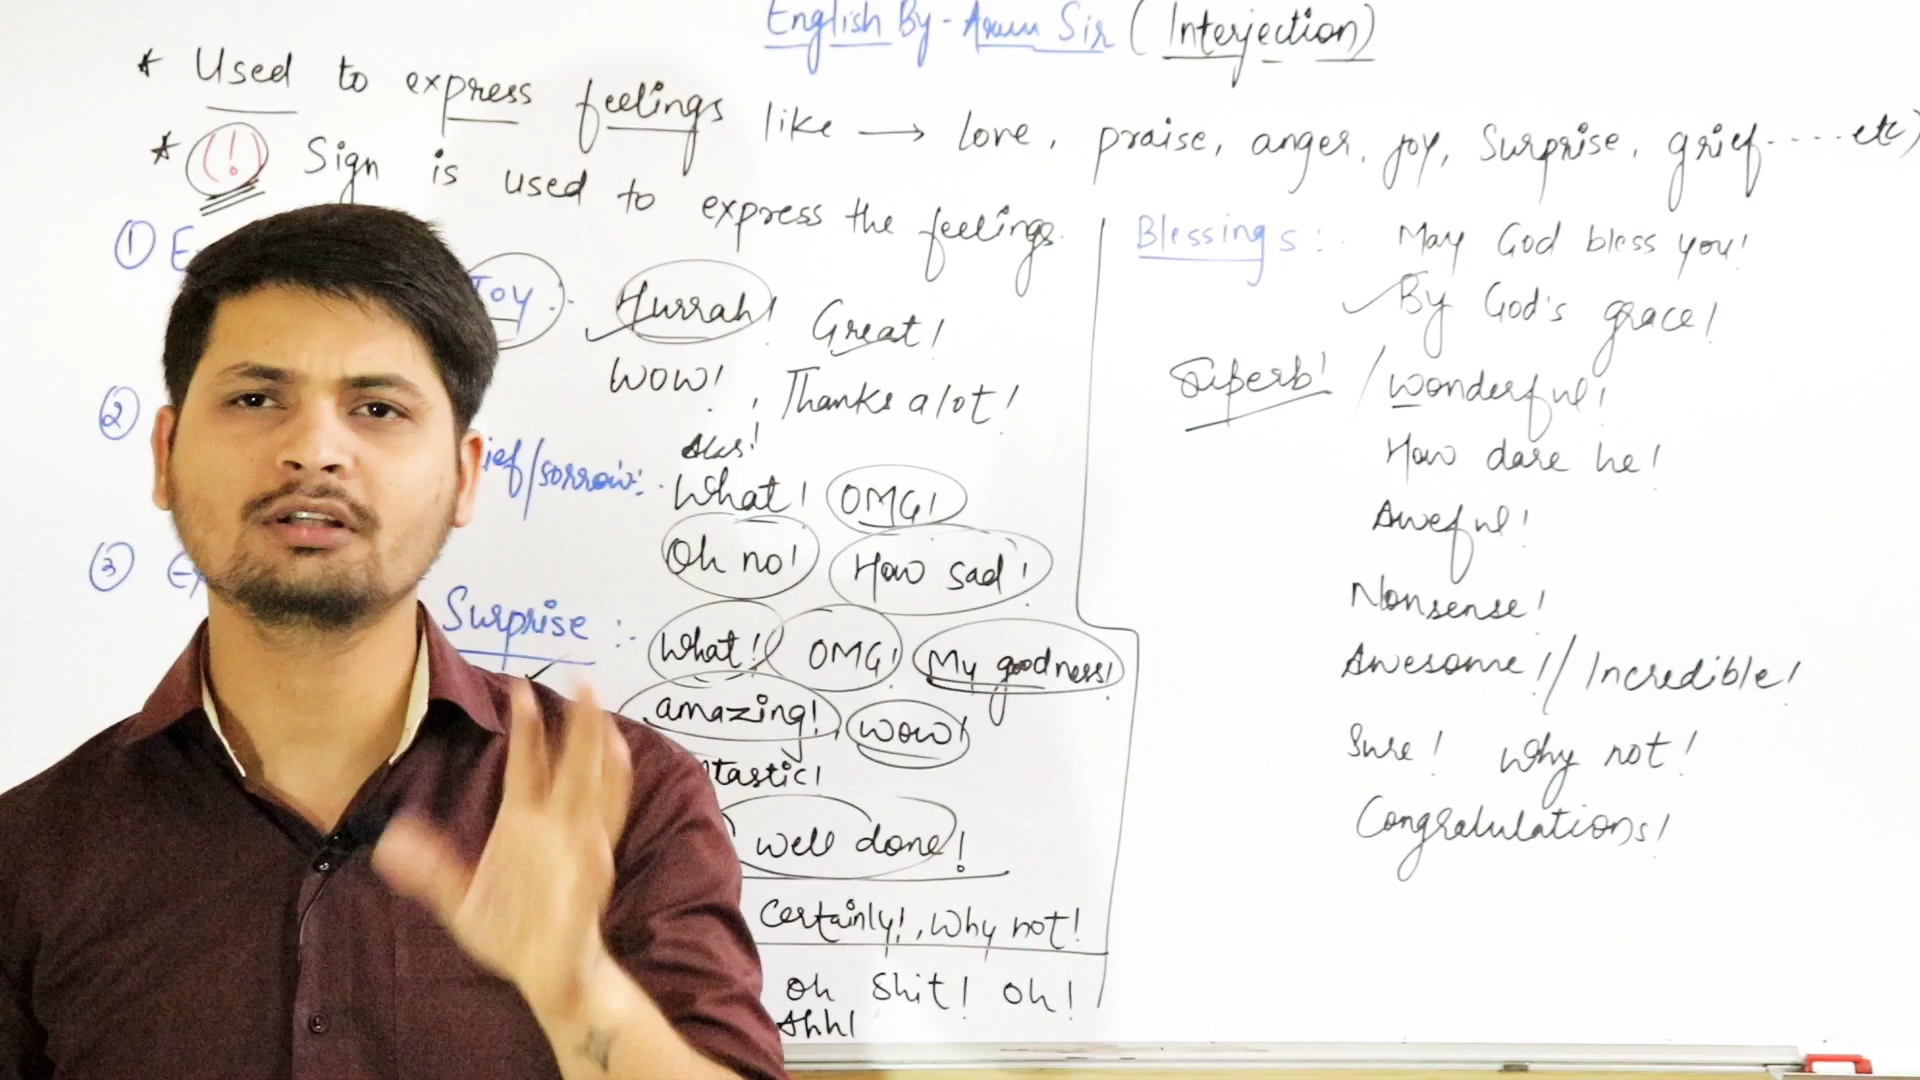 English By - Arun Sir ( Interjection)
* Used to express feelings like → love, praise, anger, joy, Surprise, grief.....etc)
* (!) Sign is used to express the feelings.
① E
Joy :- Hurrah! Great!
WOW! , Thanks a lot!
②
ief/sorrow :- What! OMG!
Oh no! How sad!
③ Ex
Surprise :- What! OMG! My goodness!
amazing! wow!
tastic!
well done!
Certainly!, Why not!
oh shit! oh!
Ahh!
Blessings :- May God bless you!
By God's grace!
Superb! / Wonderful!
How dare he!
Aweful!
Nonsense!
Awesome! / Incredible!
Sure! Why not!
Congratulations!